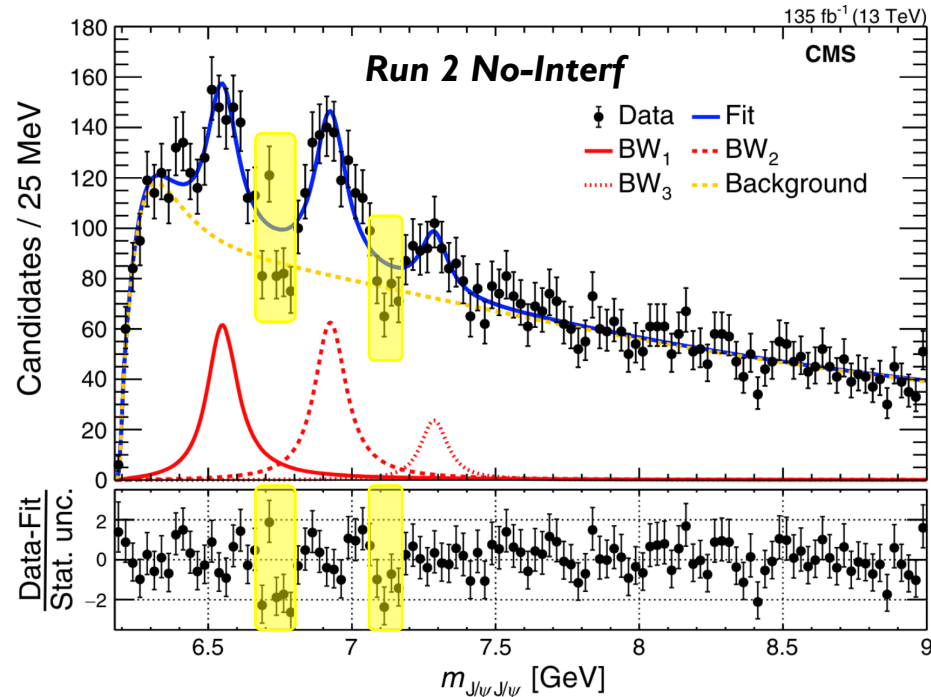 135 fb⁻¹ (13 TeV)
CMS
Run 2 No-Interf
Data
Fit
BW₁
BW₂
BW₃
Background
Candidates / 25 MeV
180
160
140
120
100
80
60
40
20
0
Data-Fit
Stat. unc.
2
0
−2
6.5 7 7.5 8 8.5 9
m_{J/ψ J/ψ} [GeV]